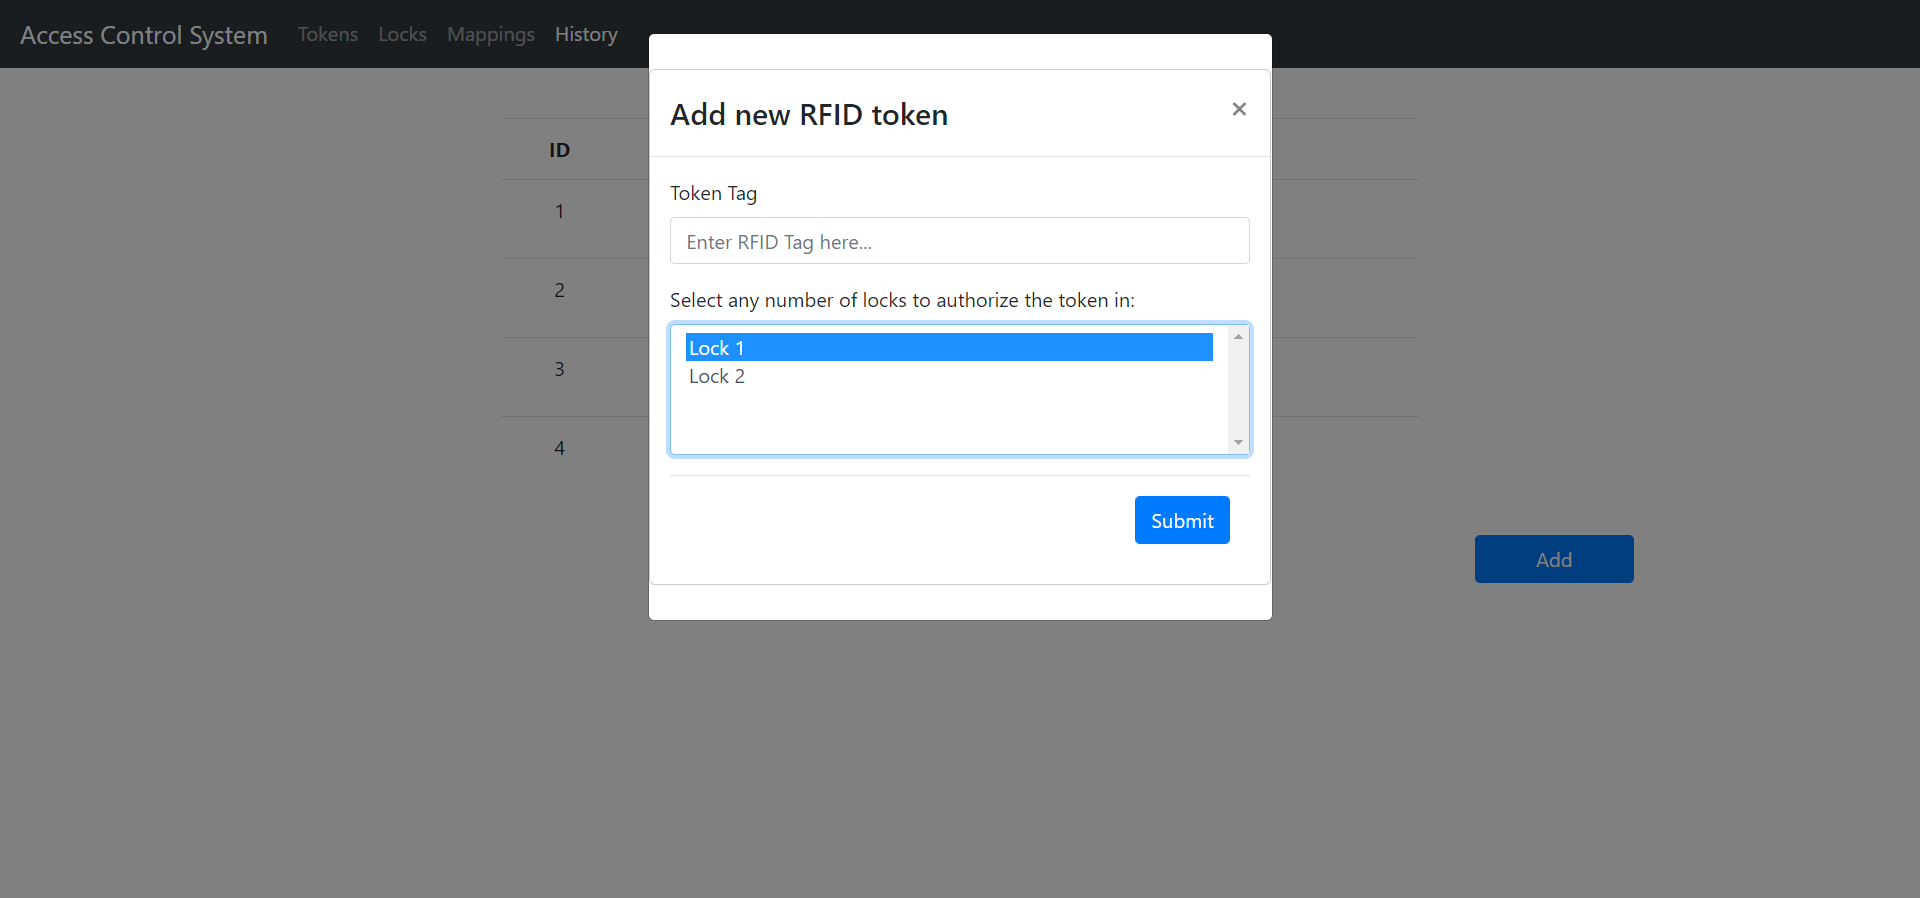 Access Control System Tokens Locks Mappings History
Add new RFID token ×
ID
Token Tag
1
Enter RFID Tag here...
2
Select any number of locks to authorize the token in:
Lock 1
3
Lock 2
4
Submit
Add